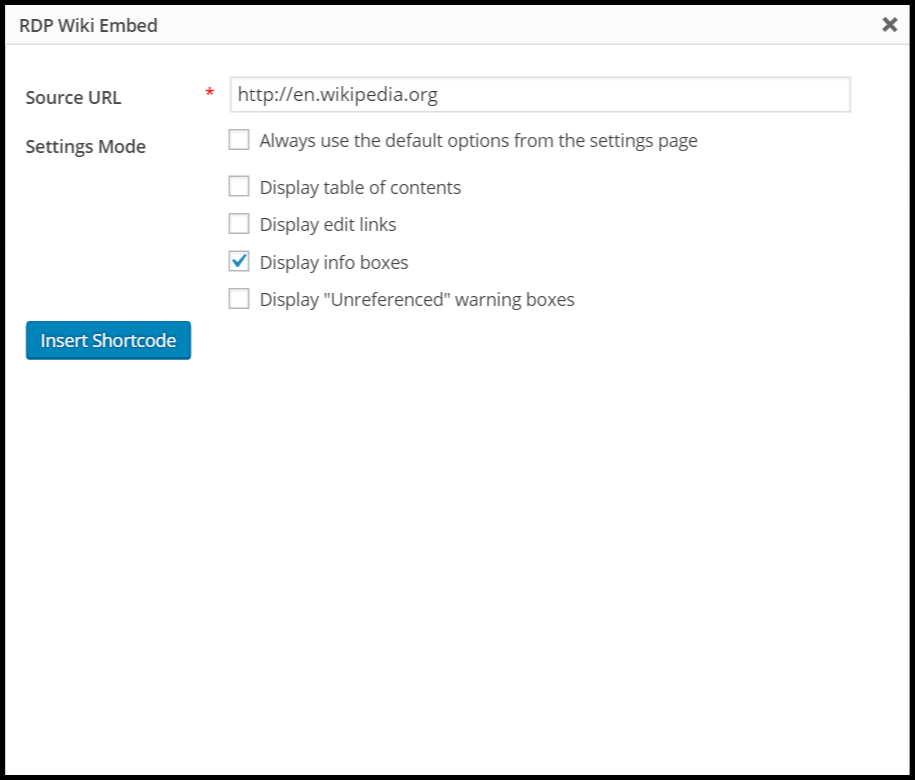 RDP Wiki Embed
Source URL * http://en.wikipedia.org
Settings Mode Always use the default options from the settings page
Display table of contents
Display edit links
Display info boxes
Display "Unreferenced" warning boxes
Insert Shortcode